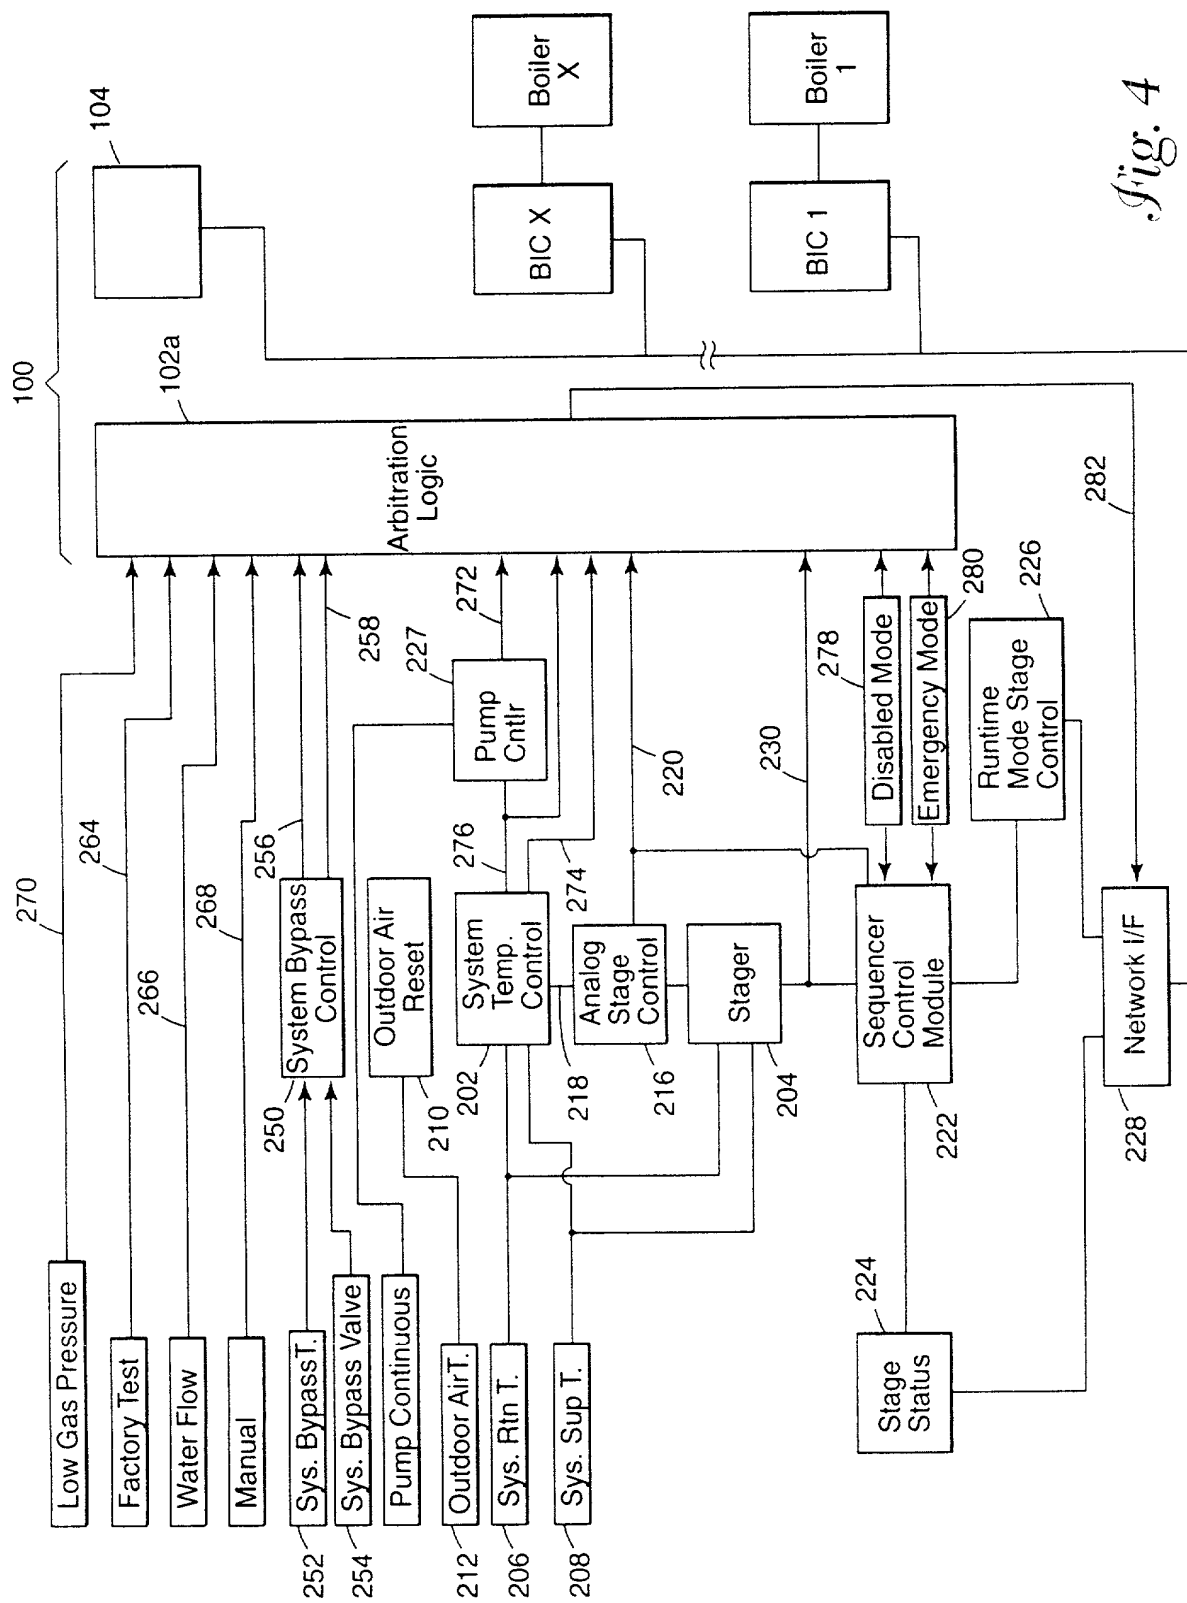 100
104
102a
Arbitration
Logic
BIC X
Boiler
X
BIC 1
Boiler
1
Fig. 4
Low Gas Pressure
270
Factory Test
264
Water Flow
266
Manual
268
Sys. Bypass T.
252
Sys. Bypass Valve
254
250
System Bypass
Control
256
258
Pump Continuous
Outdoor Air T.
212
210
Outdoor Air
Reset
227
Pump
Cntlr
272
Sys. Rtn T.
206
Sys. Sup T.
208
202
System
Temp.
Control
276
274
218
Analog
Stage
Control
216
220
Stager
204
230
278
Disabled Mode
Emergency Mode
280
Sequencer
Control
Module
222
Runtime
Mode Stage
Control
226
224
Stage
Status
Network I/F
228
282